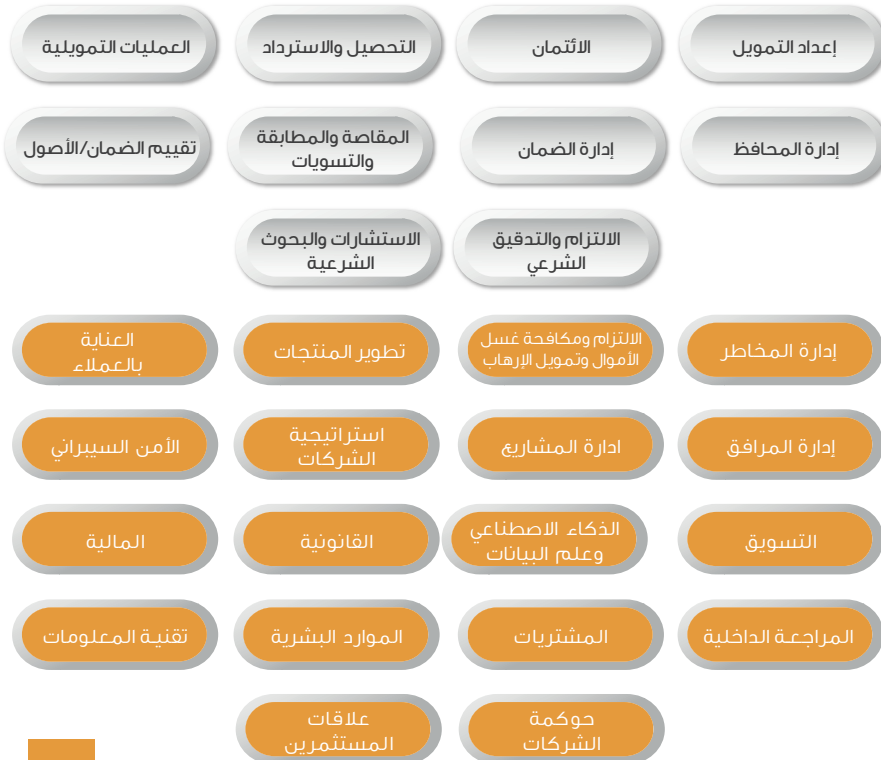 إعداد التمويل
الائتمان
التحصيل والاسترداد
العمليات التمويلية
إدارة المحافظ
إدارة الضمان
المقاصة والمطابقة
والتسويات
تقييم الضمان/الأصول
الالتزام والتدقيق
الشرعي
الاستشارات والبحوث
الشرعية
إدارة المخاطر
الالتزام ومكافحة غسل
الأموال وتمويل الإرهاب
تطوير المنتجات
العناية
بالعملاء
إدارة المرافق
ادارة المشاريع
استراتيجية
الشركات
الأمن السيبراني
التسويق
الذكاء الاصطناعي
وعلم البيانات
القانونية
المالية
المراجعة الداخلية
المشتريات
الموارد البشرية
تقنية المعلومات
حوكمة
الشركات
علاقات
المستثمرين